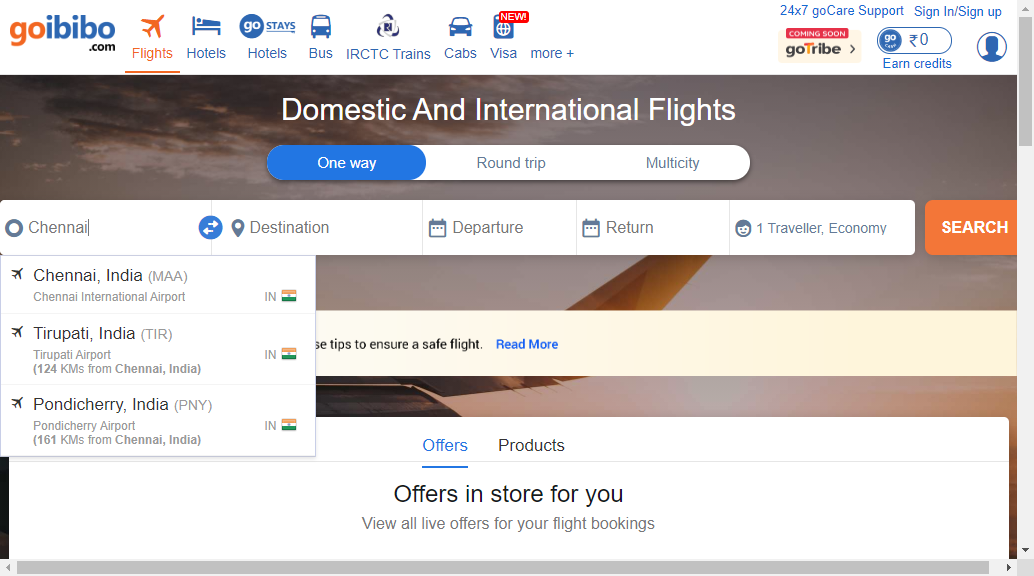 goibibo
.com
Flights
Hotels
go STAYS
Hotels
Bus
IRCTC Trains
Cabs
NEW!
Visa
more +
24x7 goCare Support
Sign In/Sign up
COMING SOON
goTribe
go
CASH
₹0
Earn credits
Domestic And International Flights
One way
Round trip
Multicity
Chennai
Destination
Departure
Return
1 Traveller, Economy
SEARCH
Chennai, India (MAA)
Chennai International Airport
IN
Tirupati, India (TIR)
Tirupati Airport
(124 KMs from Chennai, India)
IN
Pondicherry, India (PNY)
Pondicherry Airport
(161 KMs from Chennai, India)
IN
se tips to ensure a safe flight. Read More
Offers
Products
Offers in store for you
View all live offers for your flight bookings